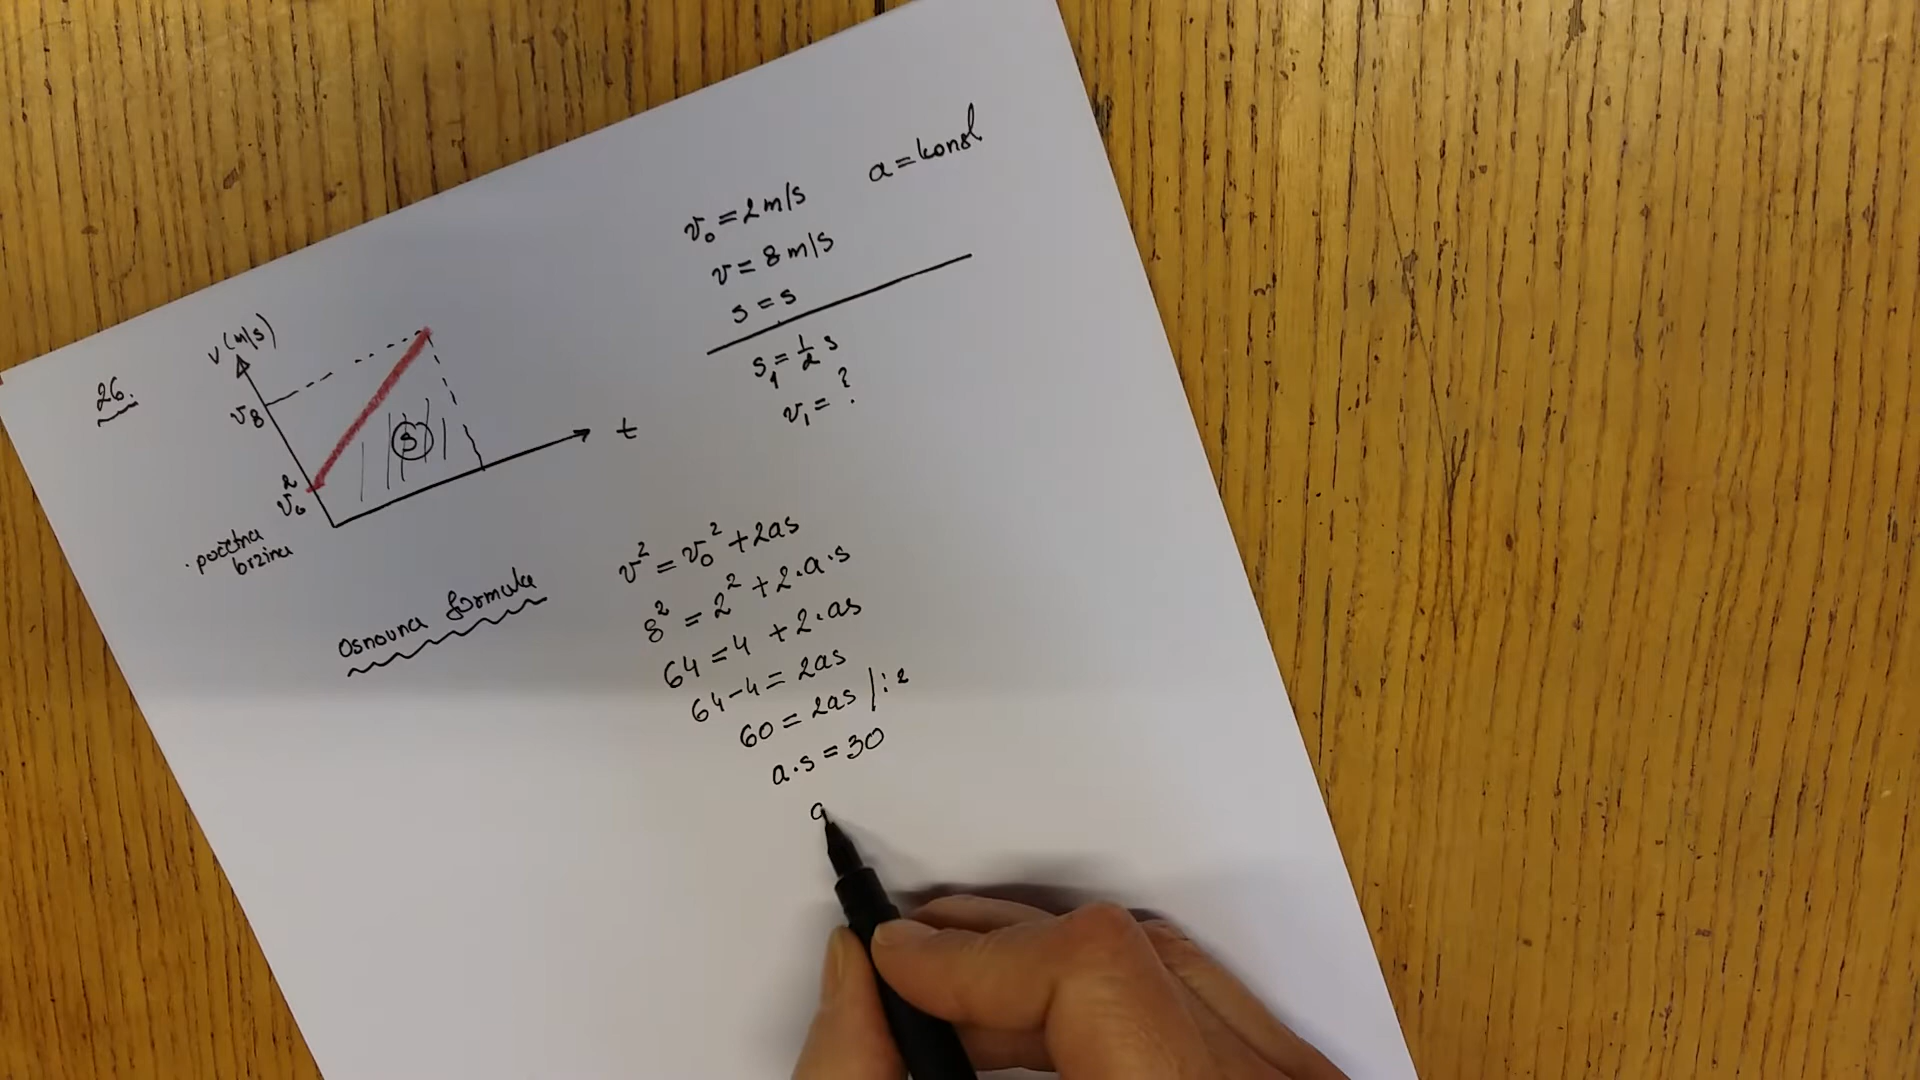 26.
v (m/s)
v8
2
v₀
početna
brzina
S
t
v₀ = 2 m/s
a = konst
v = 8 m/s
s = s
s₁ = 1/2 s
v₁ = ?
Osnovna formula
v² = v₀² + 2as
8² = 2² + 2·a·s
64 = 4 + 2·as
64-4 = 2as
60 = 2as |:2
a·s = 30
a